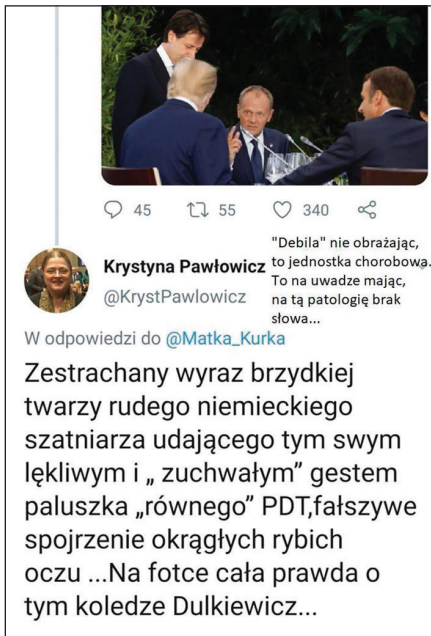 45 55 340
"Debila" nie obrażając,
to jednostka chorobowa.
To na uwadze mając,
na tą patologię brak
słowa...
Krystyna Pawłowicz
@KrystPawlowicz
W odpowiedzi do @Matka_Kurka
Zestrachany wyraz brzydkiej
twarzy rudego niemieckiego
szatniarza udającego tym swym
lękliwym i „ zuchwałym” gestem
paluszka „równego” PDT,fałszywe
spojrzenie okrągłych rybich
oczu ...Na fotce cała prawda o
tym koledze Dulkiewicz...